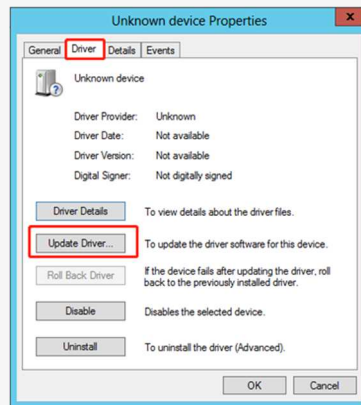 Unknown device Properties
x
General Driver Details Events
Unknown device
Driver Provider: Unknown
Driver Date: Not available
Driver Version: Not available
Digital Signer: Not digitally signed
Driver Details To view details about the driver files.
Update Driver... To update the driver software for this device.
Roll Back Driver If the device fails after updating the driver, roll
back to the previously installed driver.
Disable Disables the selected device.
Uninstall To uninstall the driver (Advanced).
OK Cancel